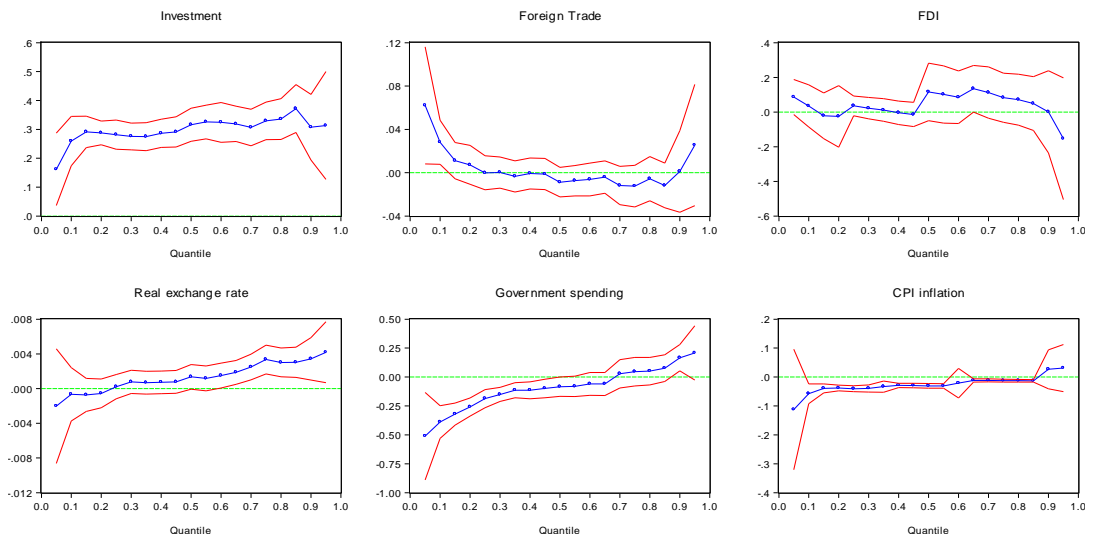 Investment
.6
.5
.4
.3
.2
.1
.0
0.0 0.1 0.2 0.3 0.4 0.5 0.6 0.7 0.8 0.9 1.0
Quantile
Foreign Trade
.12
.08
.04
.00
-.04
0.0 0.1 0.2 0.3 0.4 0.5 0.6 0.7 0.8 0.9 1.0
Quantile
FDI
.4
.2
.0
-.2
-.4
-.6
0.0 0.1 0.2 0.3 0.4 0.5 0.6 0.7 0.8 0.9 1.0
Quantile
Real exchange rate
.008
.004
.000
-.004
-.008
-.012
0.0 0.1 0.2 0.3 0.4 0.5 0.6 0.7 0.8 0.9 1.0
Quantile
Government spending
0.50
0.25
0.00
-0.25
-0.50
-0.75
-1.00
0.0 0.1 0.2 0.3 0.4 0.5 0.6 0.7 0.8 0.9 1.0
Quantile
CPI inflation
.2
.1
.0
-.1
-.2
-.3
-.4
0.0 0.1 0.2 0.3 0.4 0.5 0.6 0.7 0.8 0.9 1.0
Quantile